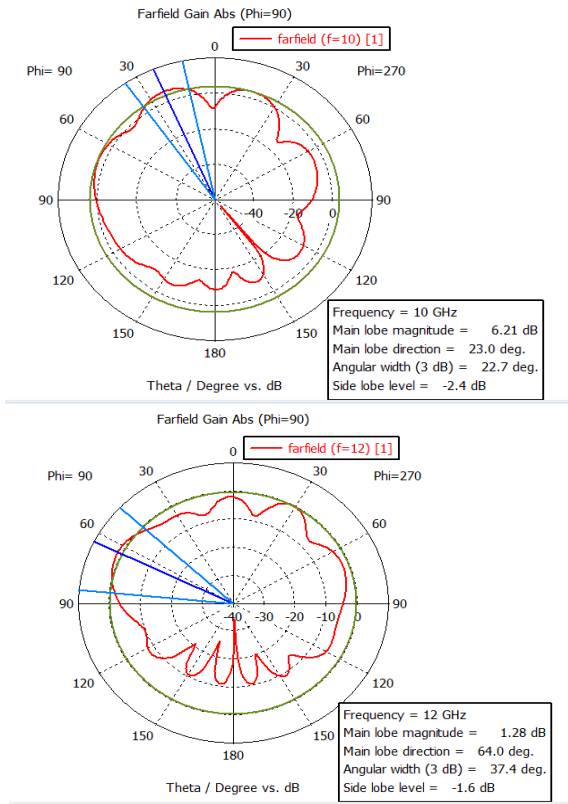 Farfield Gain Abs (Phi=90)
farfield (f=10) [1]
0
Phi= 90
30
30
Phi=270
60
60
90
-40
-20
0
90
120
120
150
150
180
Frequency = 10 GHz
Main lobe magnitude = 6.21 dB
Main lobe direction = 23.0 deg.
Angular width (3 dB) = 22.7 deg.
Side lobe level = -2.4 dB
Theta / Degree vs. dB
Farfield Gain Abs (Phi=90)
farfield (f=12) [1]
0
Phi= 90
30
30
Phi=270
60
60
90
-40
-30
-20
-10
0
90
120
120
150
150
180
Frequency = 12 GHz
Main lobe magnitude = 1.28 dB
Main lobe direction = 64.0 deg.
Angular width (3 dB) = 37.4 deg.
Side lobe level = -1.6 dB
Theta / Degree vs. dB